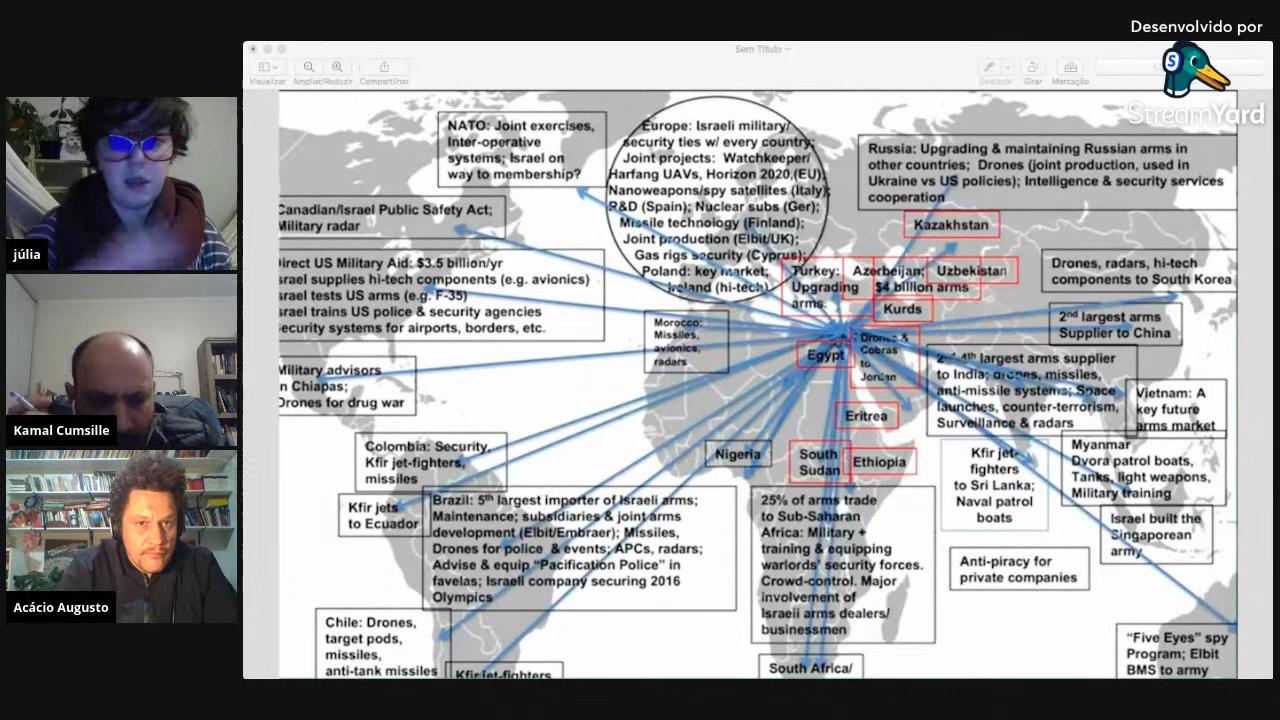 Desenvolvido por
StreamYard
Sem Título
Visualizar
Ampliar/Reduzir
Compartilhar
Destacar
Girar
Marcação
júlia
Kamal Cumsille
Acácio Augusto
NATO: Joint exercises,
Inter-operative
systems; Israel on
way to membership?
Europe: Israeli military/
security ties w/ every country;
Joint projects: Watchkeeper/
Harfang UAVs, Horizon 2020,(EU);
Nanoweapons/spy satellites (Italy);
R&D (Spain); Nuclear subs (Ger);
Missile technology (Finland);
Joint production (Elbit/UK);
Gas rigs security (Cyprus);
Poland: key market;
Ireland (hi-tech)
Russia: Upgrading & maintaining Russian arms in
other countries; Drones (joint production, used in
Ukraine vs US policies); Intelligence & security services
cooperation
Canadian/Israel Public Safety Act;
Military radar
Kazakhstan
Direct US Military Aid: $3.5 billion/yr
Israel supplies hi-tech components (e.g. avionics)
Israel tests US arms (e.g. F-35)
Israel trains US police & security agencies
Security systems for airports, borders, etc.
Turkey:
Upgrading
arms.
Azerbeijan:
$4 billion arms
Uzbekistan
Kurds
Drones, radars, hi-tech
components to South Korea
2nd largest arms
Supplier to China
Morocco:
Missiles,
avionics,
radars
Egypt
Drones &
Cobras
to
Jordan
2nd-4th largest arms supplier
to India; drones, missiles,
anti-missile systems; Space
launches, counter-terrorism,
Surveillance & radars
Military advisors
in Chiapas;
Drones for drug war
Vietnam: A
key future
arms market
Eritrea
Colombia: Security,
Kfir jet-fighters,
missiles
Nigeria
South
Sudan
Ethiopia
Kfir jet-
fighters
to Sri Lanka;
Naval patrol
boats
Myanmar
Dvora patrol boats,
Tanks, light weapons,
Military training
Kfir jets
to Ecuador
Brazil: 5th largest importer of Israeli arms;
Maintenance; subsidiaries & joint arms
development (Elbit/Embraer); Missiles,
Drones for police & events; APCs, radars;
Advise & equip “Pacification Police” in
favelas; Israeli company securing 2016
Olympics
25% of arms trade
to Sub-Saharan
Africa: Military +
training & equipping
warlords’ security forces.
Crowd-control. Major
involvement of
Israeli arms dealers/
businessmen
Israel built the
Singaporean
army
Anti-piracy for
private companies
Chile: Drones,
target pods,
missiles,
anti-tank missiles
Kfir jet-fighters
South Africa/
“Five Eyes” spy
Program; Elbit
BMS to army